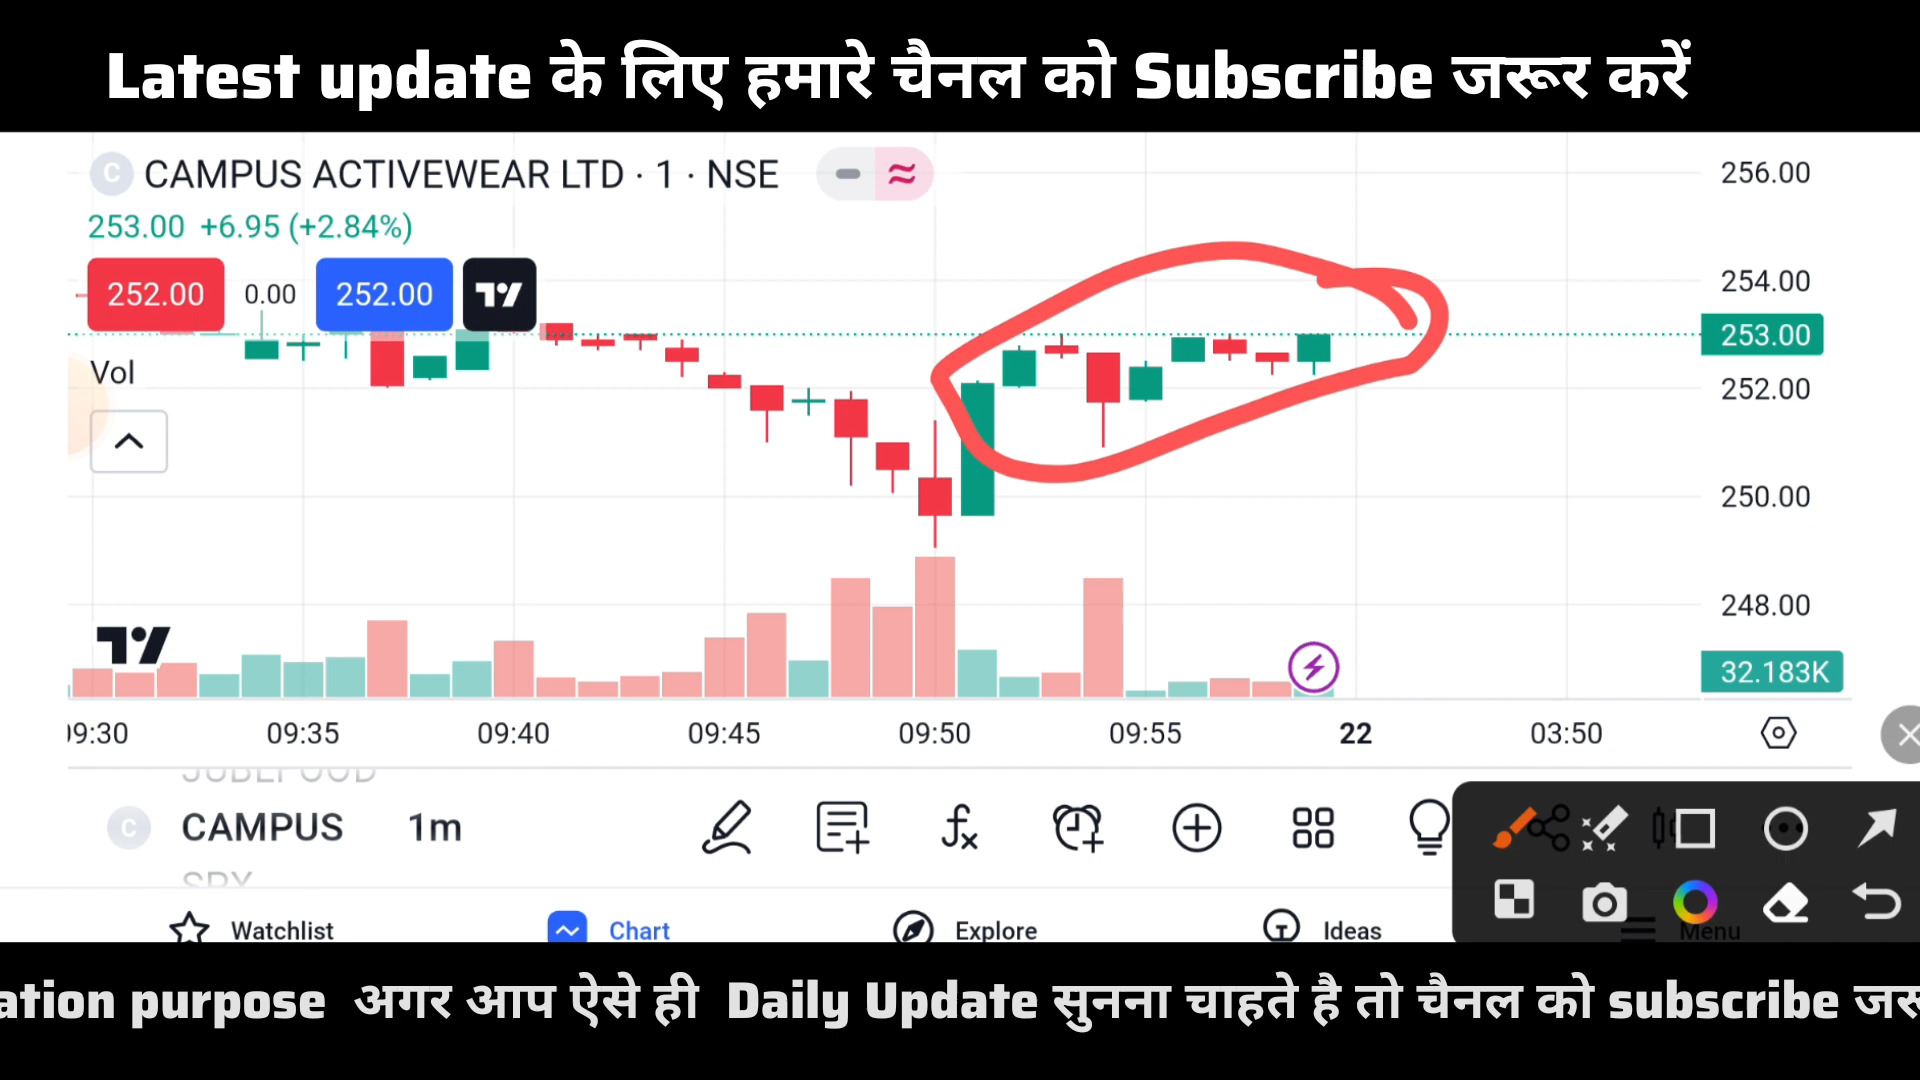 Latest update के लिए हमारे चैनल को Subscribe जरूर करें
C CAMPUS ACTIVEWEAR LTD · 1 · NSE
253.00 +6.95 (+2.84%)
252.00 0.00 252.00
Vol
256.00
254.00
253.00
252.00
250.00
248.00
32.183K
09:35 09:40 09:45 09:50 09:55 22 03:50
C CAMPUS 1m
Watchlist Chart Explore Ideas Menu
purpose अगर आप ऐसे ही Daily Update सुनना चाहते है तो चैनल को subscribe